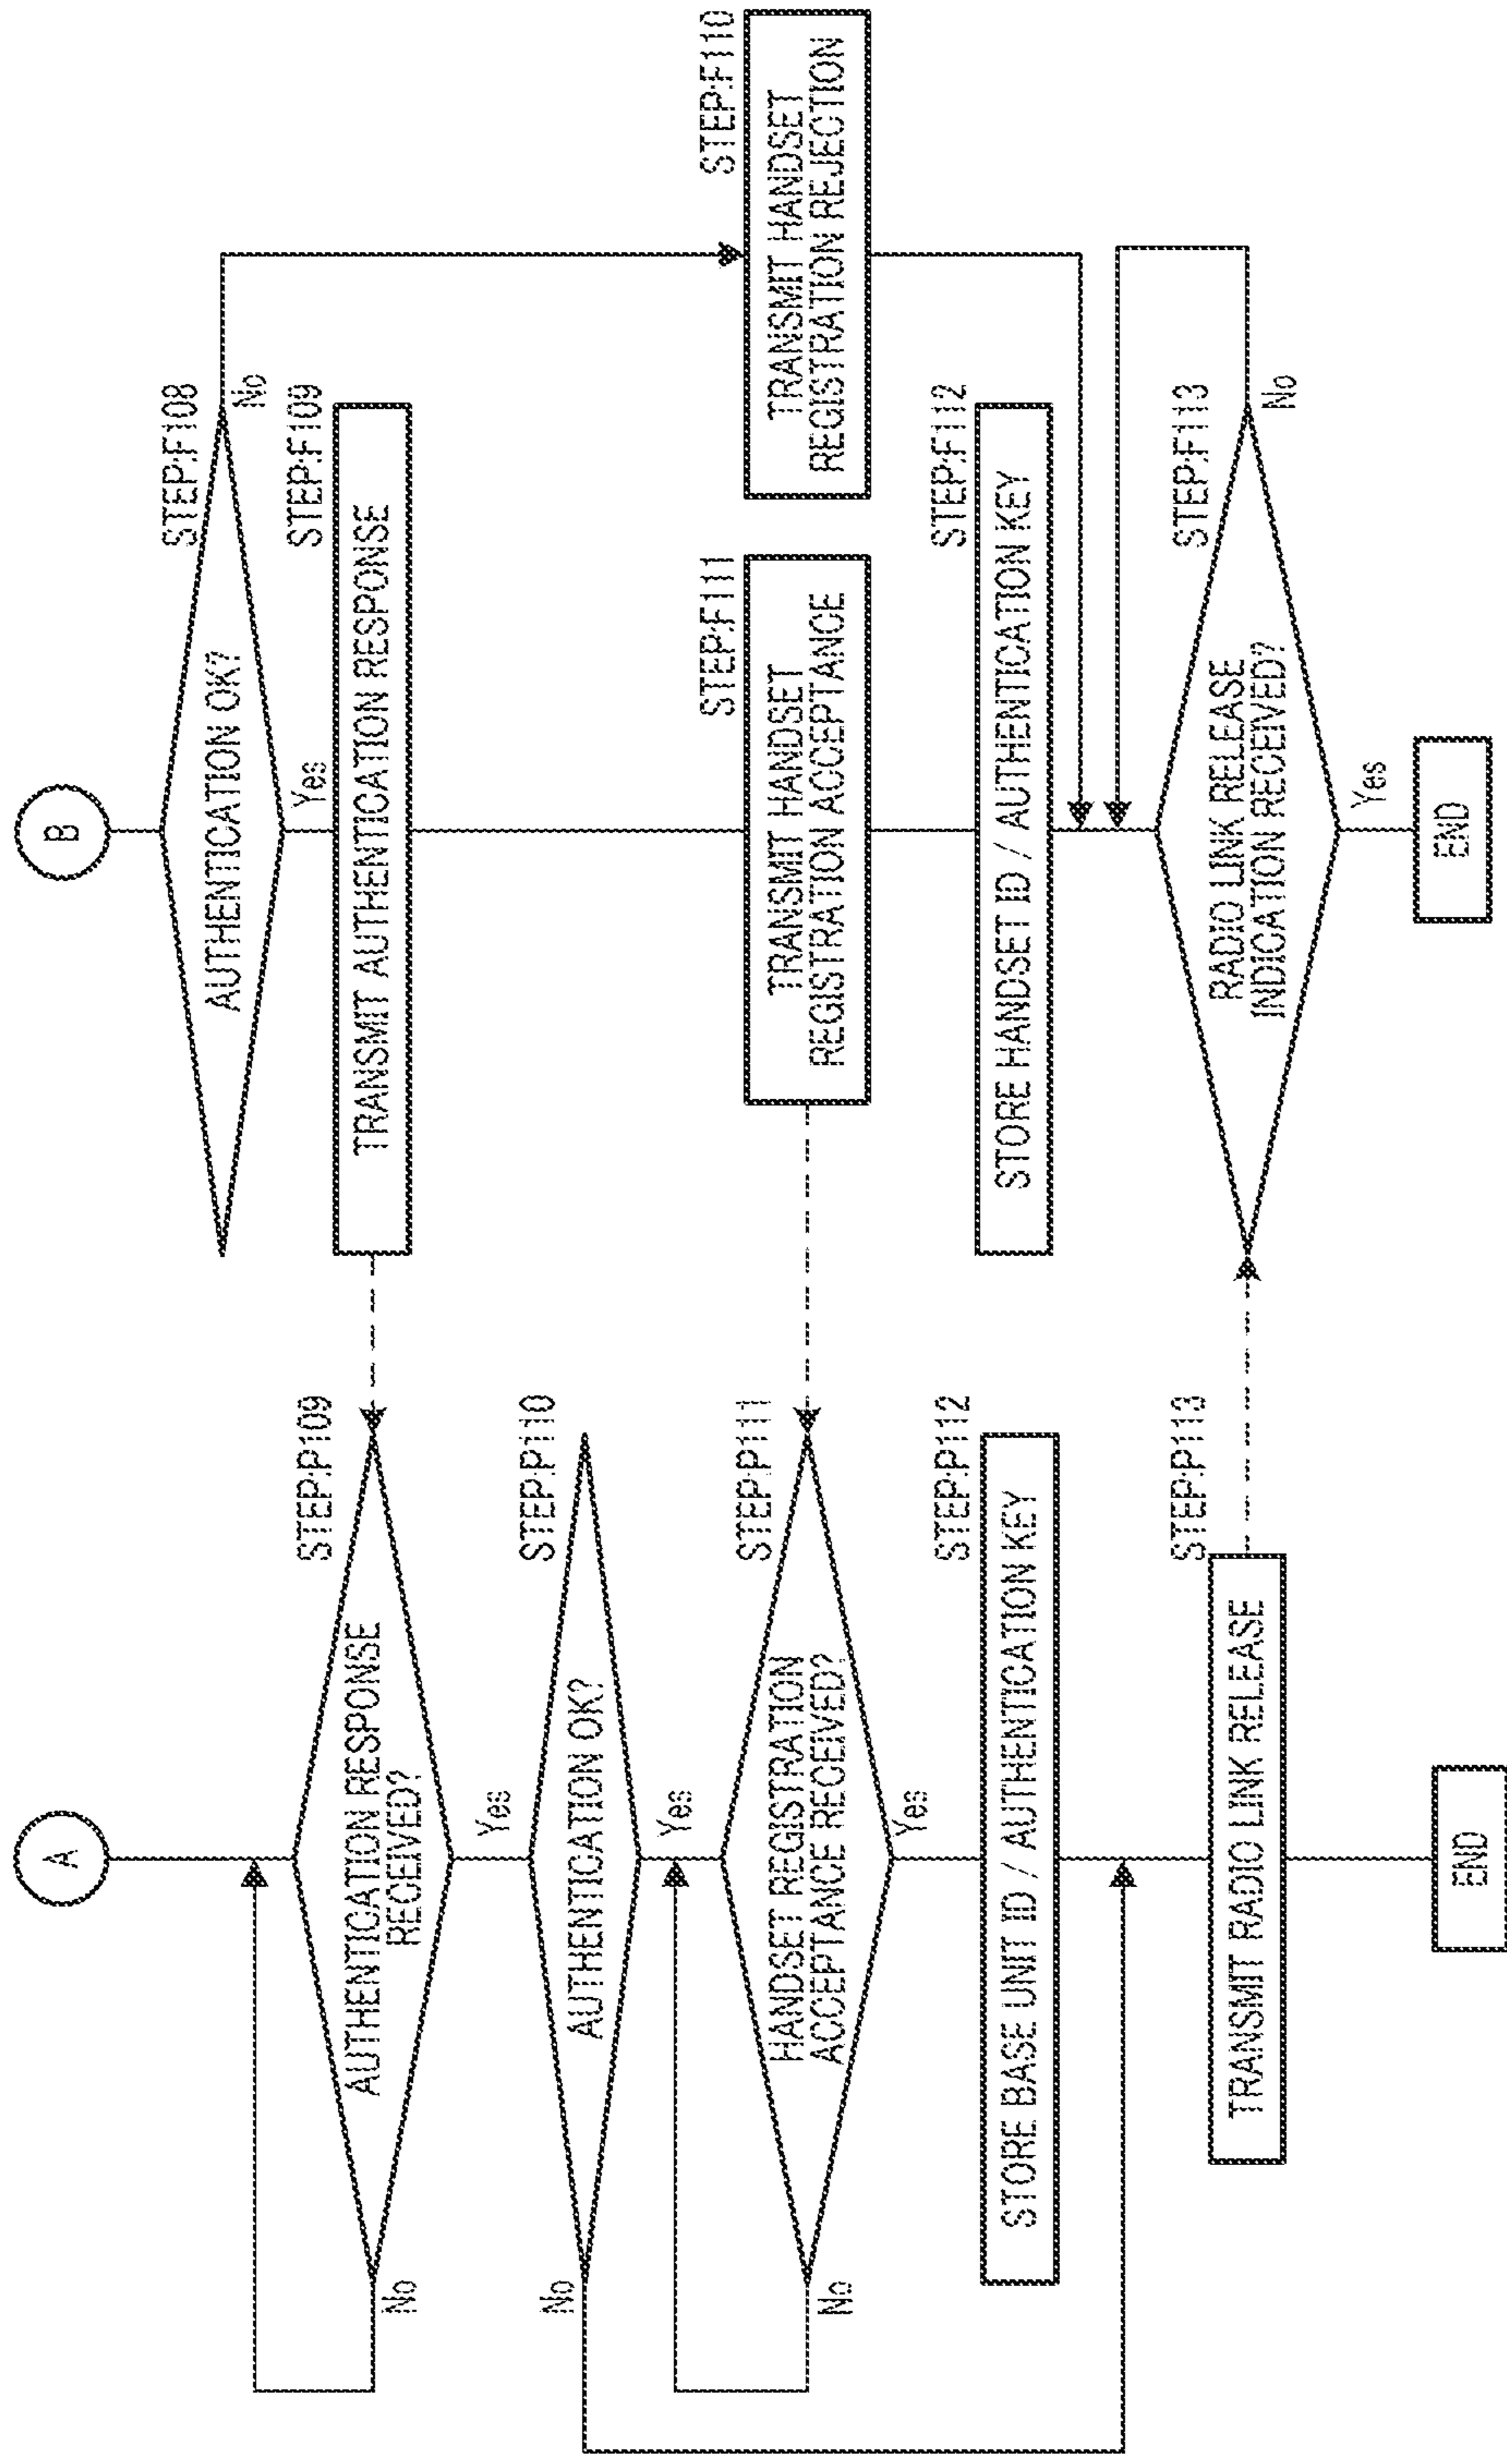 A
STEP:P109
AUTHENTICATION RESPONSE
RECEIVED?
No
Yes
STEP:P110
AUTHENTICATION OK?
No
Yes
STEP:P111
HANDSET REGISTRATION
ACCEPTANCE RECEIVED?
No
Yes
STEP:P112
STORE BASE UNIT ID / AUTHENTICATION KEY
STEP:P113
TRANSMIT RADIO LINK RELEASE
END
B
STEP:F108
AUTHENTICATION OK?
No
Yes
STEP:F109
TRANSMIT AUTHENTICATION RESPONSE
STEP:F111
TRANSMIT HANDSET
REGISTRATION ACCEPTANCE
STEP:F110
TRANSMIT HANDSET
REGISTRATION REJECTION
STEP:F112
STORE HANDSET ID / AUTHENTICATION KEY
STEP:F113
RADIO LINK RELEASE
INDICATION RECEIVED?
No
Yes
END